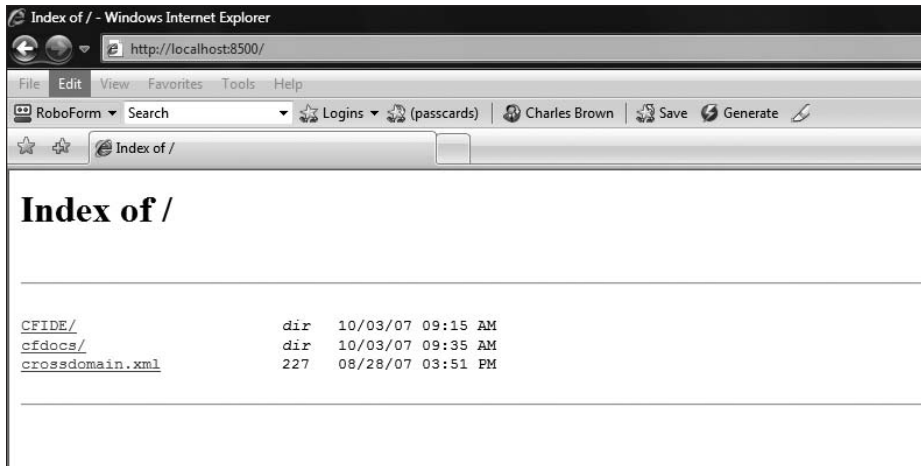 Index of / - Windows Internet Explorer
http://localhost:8500/
File Edit View Favorites Tools Help
RoboForm Search Logins (passcards) Charles Brown Save Generate
Index of /
Index of /
CFIDE/ dir 10/03/07 09:15 AM
cfdocs/ dir 10/03/07 09:35 AM
crossdomain.xml 227 08/28/07 03:51 PM